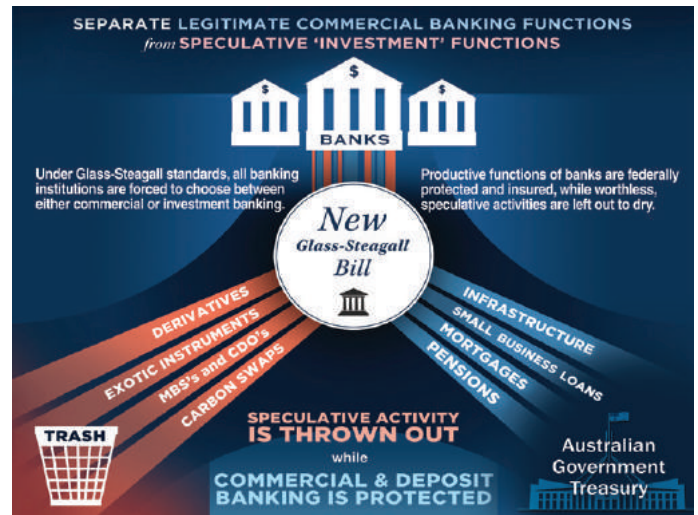 SEPARATE LEGITIMATE COMMERCIAL BANKING FUNCTIONS
from SPECULATIVE ‘INVESTMENT’ FUNCTIONS
$
$
$
BANKS
Under Glass-Steagall standards, all banking
institutions are forced to choose between
either commercial or investment banking.
Productive functions of banks are federally
protected and insured, while worthless,
speculative activities are left out to dry.
New
Glass-Steagall
Bill
DERIVATIVES
EXOTIC INSTRUMENTS
MBS's and CDO's
CARBON SWAPS
INFRASTRUCTURE
SMALL BUSINESS LOANS
MORTGAGES
PENSIONS
TRASH
SPECULATIVE ACTIVITY
IS THROWN OUT
while
COMMERCIAL & DEPOSIT
BANKING IS PROTECTED
Australian
Government
Treasury